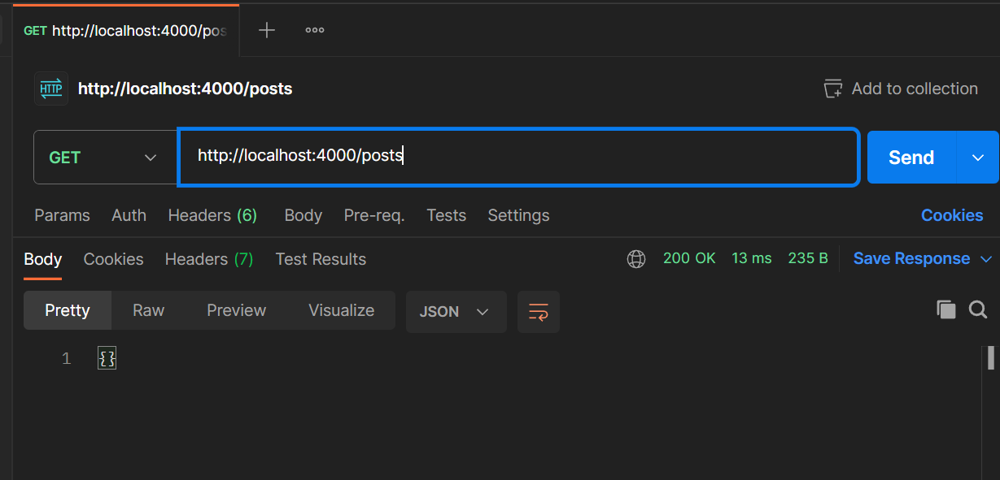 GET http://localhost:4000/pos
HTTP http://localhost:4000/posts Add to collection
GET http://localhost:4000/posts Send
Params Auth Headers (6) Body Pre-req. Tests Settings Cookies
Body Cookies Headers (7) Test Results 200 OK 13 ms 235 B Save Response
Pretty Raw Preview Visualize JSON
1 {}